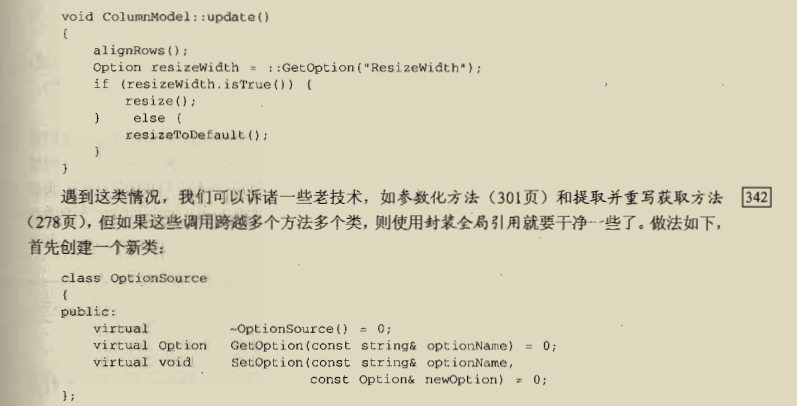 void ColumnModel::update()
{
    alignRows();
    Option resizeWidth = ::GetOption("ResizeWidth");
    if (resizeWidth.isTrue()) {
        resize();
    }    else {
        resizeToDefault();
    }
}
遇到这类情况，我们可以诉诸一些老技术，如参数化方法（301页）和提取并重写获取方法 342
（278页），但如果这些调用跨越多个方法多个类，则使用封装全局引用就要干净一些了。做法如下，
首先创建一个新类：
class OptionSource
{
public:
    virtual         ~OptionSource() = 0;
    virtual Option  GetOption(const string& optionName) = 0;
    virtual void    SetOption(const string& optionName,
                              const Option& newOption) = 0;
};